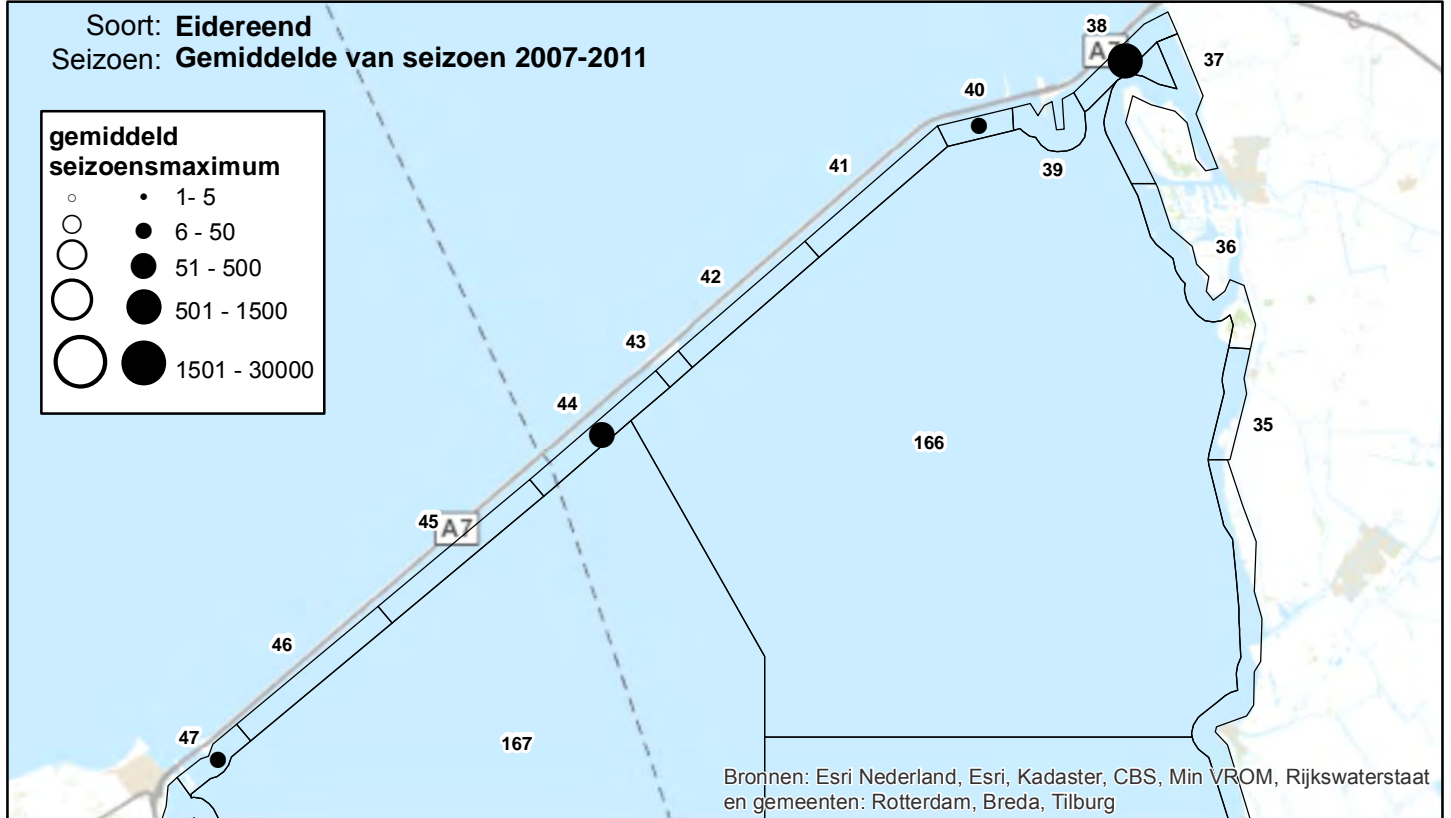 Soort: Eidereend
Seizoen: Gemiddelde van seizoen 2007-2011
gemiddeld
seizoensmaximum
1- 5
6 - 50
51 - 500
501 - 1500
1501 - 30000
38
A7
37
40
41
39
36
42
43
44
35
166
45
A7
46
47
167
Bronnen: Esri Nederland, Esri, Kadaster, CBS, Min VROM, Rijkswaterstaat
en gemeenten: Rotterdam, Breda, Tilburg